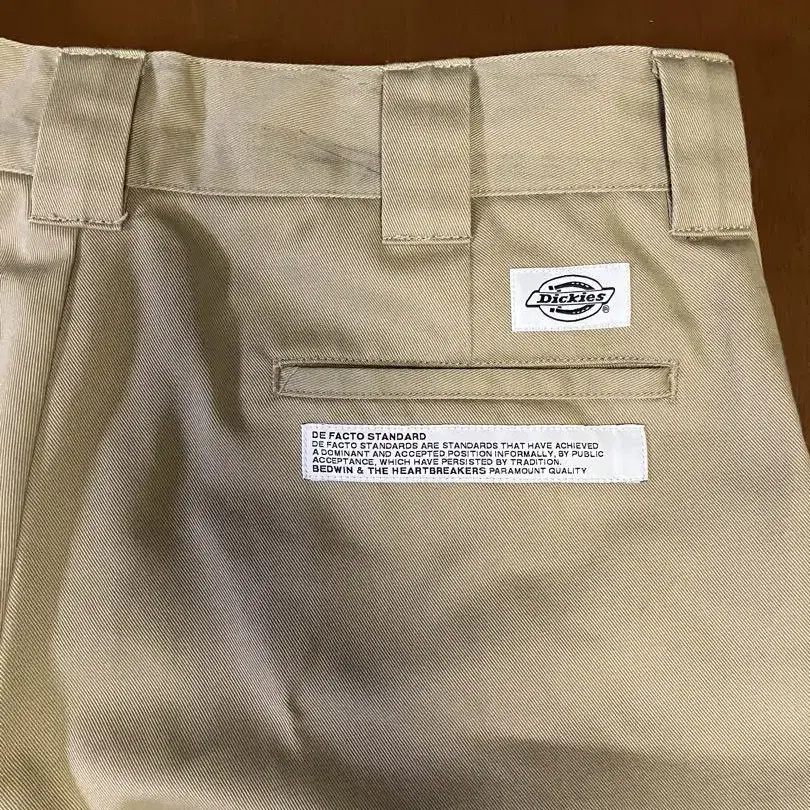 Dickies®
DE FACTO STANDARD
DE FACTO STANDARDS ARE STANDARDS THAT HAVE ACHIEVED
A DOMINANT AND ACCEPTED POSITION INFORMALLY, BY PUBLIC
ACCEPTANCE, WHICH HAVE PERSISTED BY TRADITION.
BEDWIN & THE HEARTBREAKERS PARAMOUNT QUALITY